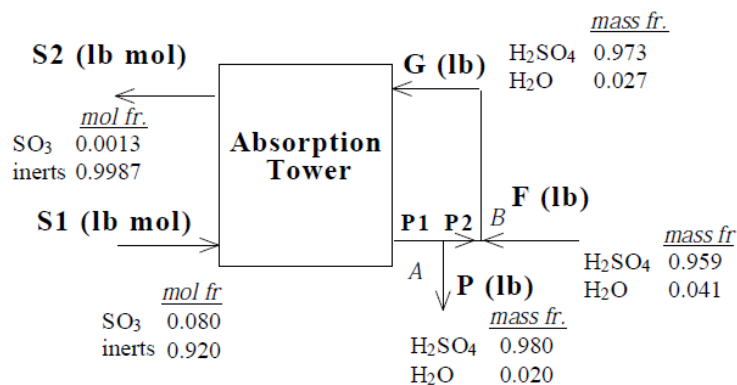 mass fr.
S2 (lb mol)
G (lb)
H₂SO₄ 0.973
H₂O 0.027
mol fr.
SO₃ 0.0013
inerts 0.9987
Absorption
Tower
S1 (lb mol)
P1 P2 B
F (lb)
mass fr
H₂SO₄ 0.959
H₂O 0.041
A
P (lb)
mol fr
SO₃ 0.080
inerts 0.920
mass fr.
H₂SO₄ 0.980
H₂O 0.020